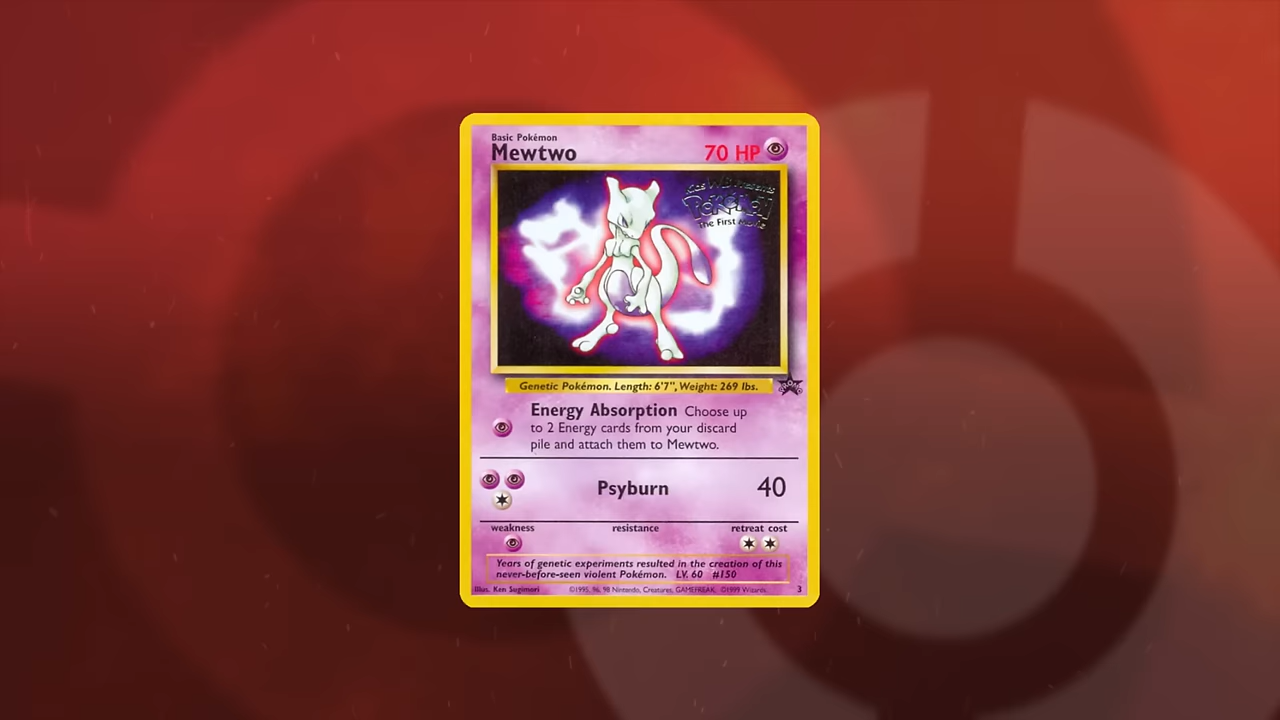 Basic Pokémon
Mewtwo
70 HP
Kids WB Presents
POKéMON
The First Movie
Genetic Pokémon. Length: 6'7", Weight: 269 lbs.
PROMO
Energy Absorption Choose up
to 2 Energy cards from your discard
pile and attach them to Mewtwo.
Psyburn 40
weakness resistance retreat cost
Years of genetic experiments resulted in the creation of this
never-before-seen violent Pokémon. LV. 60 #150
Illus. Ken Sugimori ©1995, 96, 98 Nintendo, Creatures, GAMEFREAK. ©1999 Wizards. 3